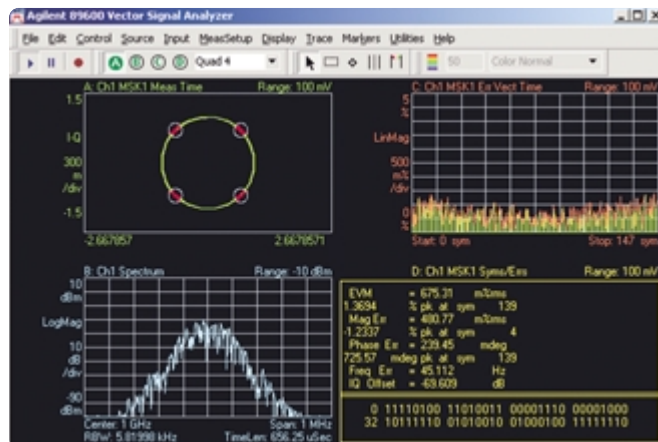 Agilent 89600 Vector Signal Analyzer
File Edit Control Source Input MeasSetup Display Trace Markers Utilities Help
A B C D Quad 4 50 Color Normal
A: Ch1 MSK1 Meas Time Range: 100 mV
1.5
I-Q
300
m
/div
-1.5
-2.667857 2.6678571
C: Ch1 MSK1 Err Vect Time Range: 100 mV
5
%
LinMag
500
m%
/div
0
%
Start: 0 sym Stop: 147 sym
B: Ch1 Spectrum Range: -10 dBm
10
dBm
LogMag
10
dB
/div
-90
dBm
Center: 1 GHz Span: 1 MHz
RBW: 5.81998 kHz TimeLen: 656.25 uSec
D: Ch1 MSK1 Syms/Errs Range: 100 mV
EVM = 675.31 m%rms
1.3694 % pk at sym 139
Mag Err = 480.77 m%rms
-1.2337 % pk at sym 4
Phase Err = 239.45 mdeg
725.57 mdeg pk at sym 139
Freq Err = 45.112 Hz
IQ Offset = -69.609 dB
0 11110100 11010011 00001110 00001000
32 10111110 01010010 01000100 11111110